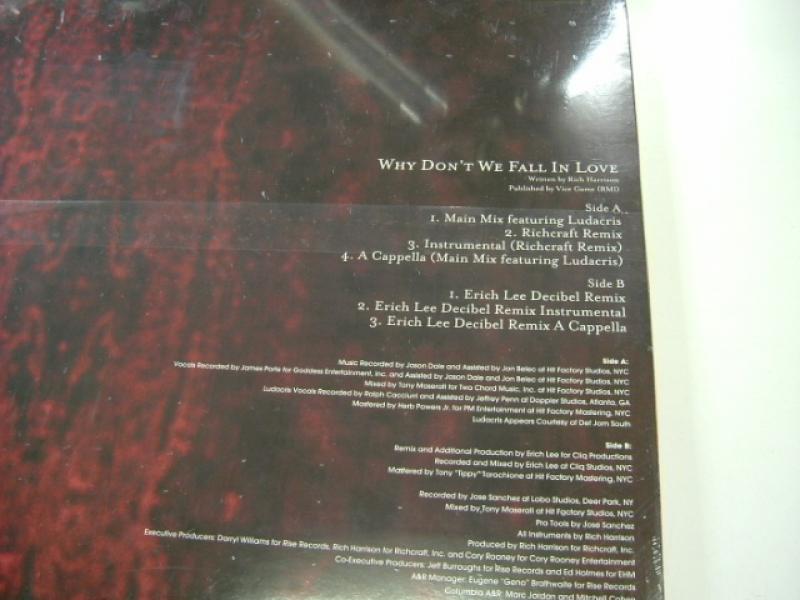 WHY DON'T WE FALL IN LOVE
Written by Rich Harrison
Published by Vice Game (BMI)
Side A
1. Main Mix featuring Ludacris
2. Richcraft Remix
3. Instrumental (Richcraft Remix)
4. A Cappella (Main Mix featuring Ludacris)
Side B
1. Erich Lee Decibel Remix
2. Erich Lee Decibel Remix Instrumental
3. Erich Lee Decibel Remix A Cappella
Side A:
Music Recorded by Jason Dale and Assisted by Jon Belec at Hit Factory Studios, NYC
Vocals Recorded by James Porte for Goddess Entertainment, Inc. and Assisted by Jason Dale and Jon Belec at Hit Factory Studios, NYC
Mixed by Tony Maserati for Two Chord Music, Inc. at Hit Factory Studios, NYC
Ludacris Vocals Recorded by Ralph Cacciurri and Assisted by Jeffrey Penn at Doppler Studios, Atlanta, GA
Mastered by Herb Powers Jr. for PM Entertainment at Hit Factory Mastering, NYC
Ludacris Appears Courtesy of Def Jam South
Side B:
Remix and Additional Production by Erich Lee for Cliq Productions
Recorded and Mixed by Erich Lee at Cliq Studios, NYC
Mastered by Tony "Tippy" Tarochione at Hit Factory Mastering, NYC
Recorded by Jose Sanchez at Lobo Studios, Deer Park, NY
Mixed by Tony Maserati at Hit Factory Studios, NYC
Pro Tools by Jose Sanchez
All Instruments by Rich Harrison
Produced by Rich Harrison for Richcraft, Inc.
Executive Producers: Darryl Williams for Rise Records, Rich Harrison for Richcraft, Inc. and Cory Rooney for Cory Rooney Entertainment
Co-Executive Producers: Jeff Burroughs for Rise Records and Ed Holmes for EHM
A&R Manager: Eugene "Geno" Brathwaite for Rise Records
Columbia A&R: Marc Jordan and Mitchell Cohen